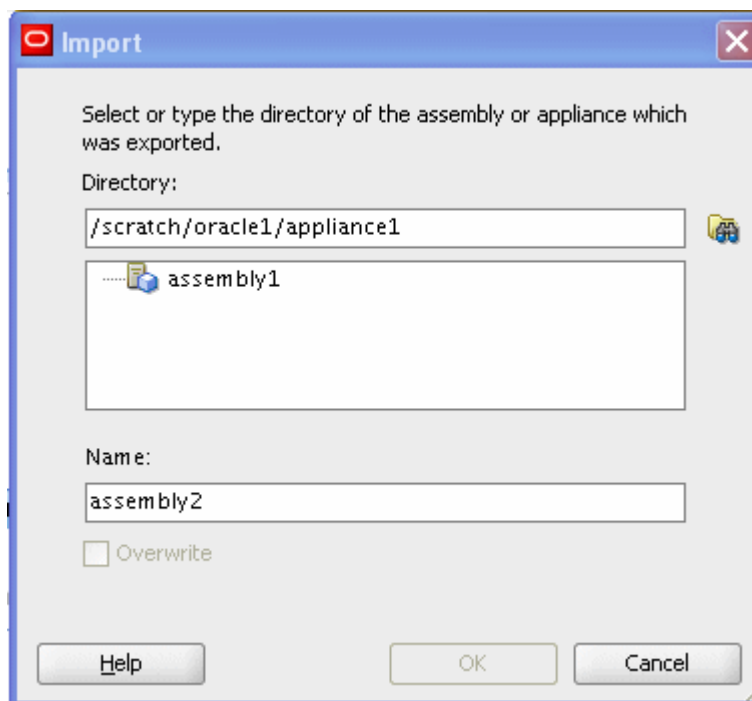 Import
Select or type the directory of the assembly or appliance which
was exported.
Directory:
/scratch/oracle1/appliance1
assembly1
Name:
assembly2
Overwrite
Help
OK
Cancel